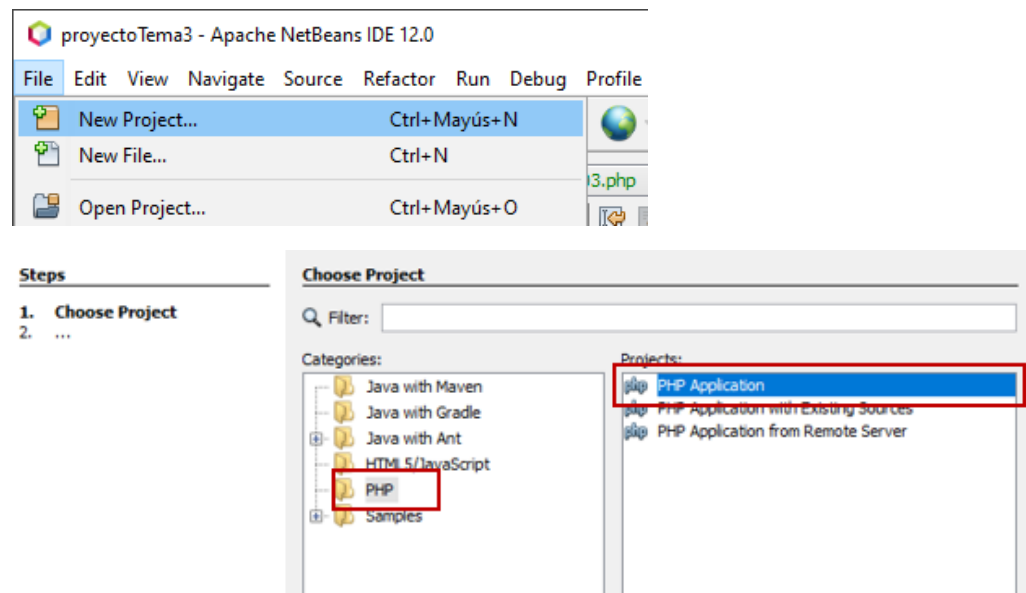 proyectoTema3 - Apache NetBeans IDE 12.0
File Edit View Navigate Source Refactor Run Debug Profile
New Project... Ctrl+Mayús+N
New File... Ctrl+N
03.php
Open Project... Ctrl+Mayús+O
Steps
1. Choose Project
2. ...
Choose Project
Filter:
Categories:
Java with Maven
Java with Gradle
Java with Ant
HTML5/JavaScript
PHP
Samples
Projects:
PHP Application
PHP Application with Existing Sources
PHP Application from Remote Server